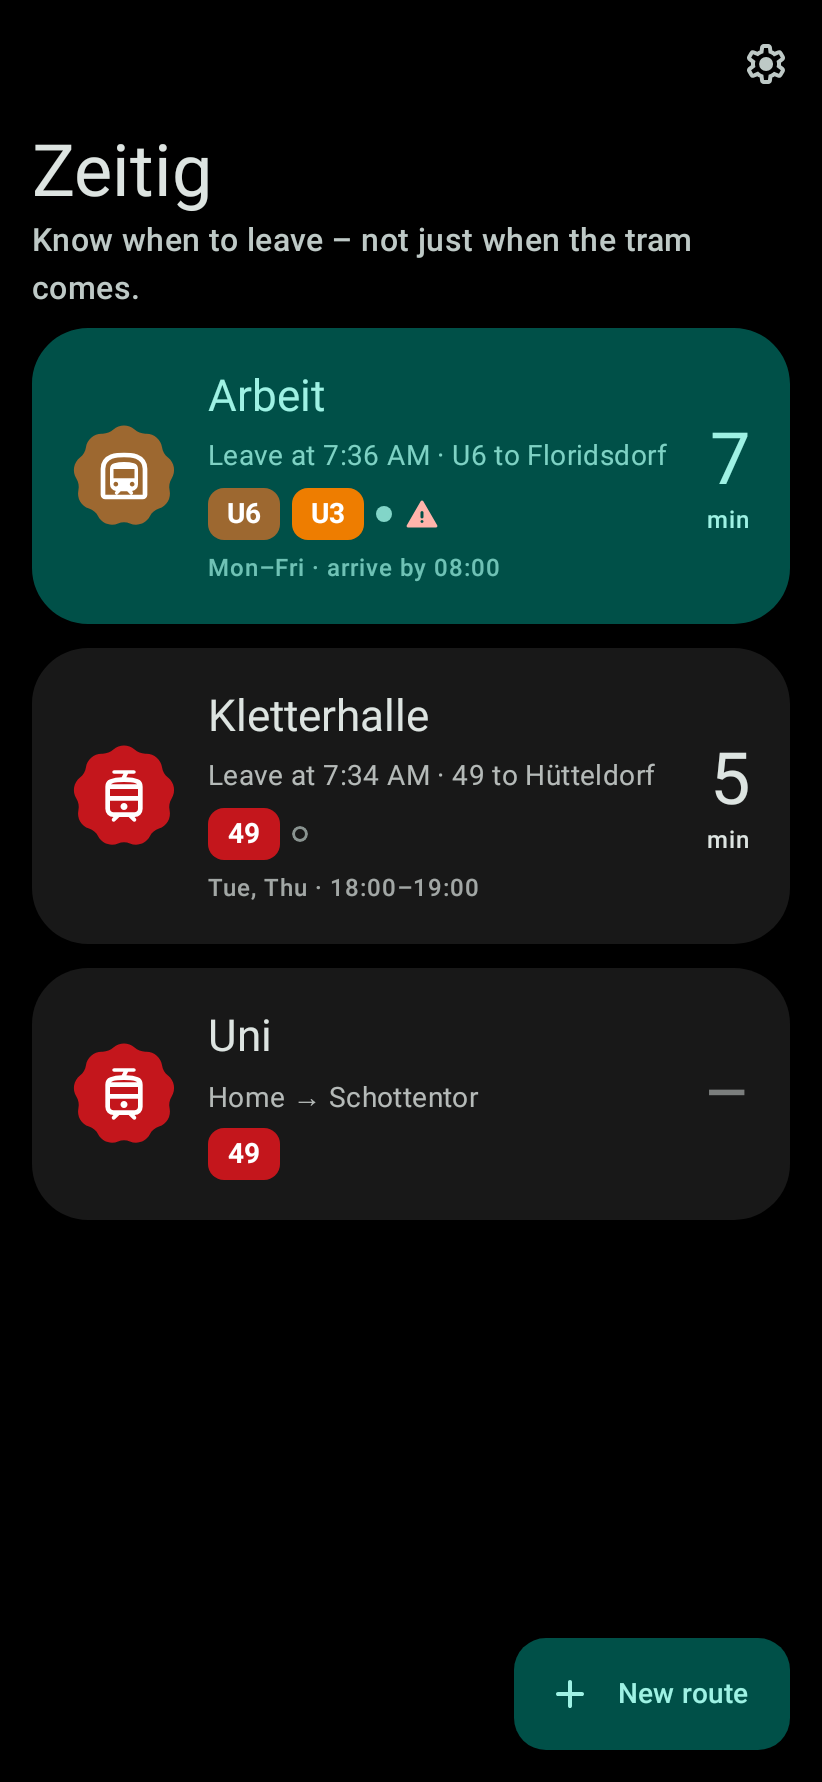 Zeitig
Know when to leave – not just when the tram
comes.
Arbeit
Leave at 7:36 AM · U6 to Floridsdorf
7
min
U6 U3
Mon–Fri · arrive by 08:00
Kletterhalle
Leave at 7:34 AM · 49 to Hütteldorf
5
min
49
Tue, Thu · 18:00–19:00
Uni
Home → Schottentor
–
49
New route